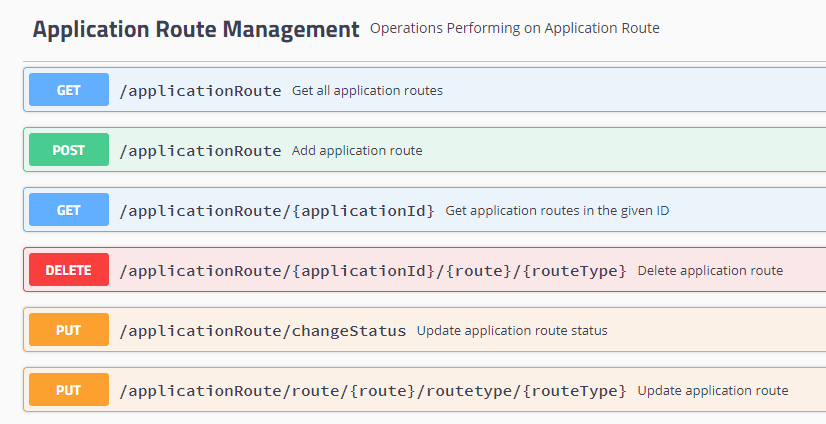 Application Route Management Operations Performing on Application Route
GET /applicationRoute Get all application routes
POST /applicationRoute Add application route
GET /applicationRoute/{applicationId} Get application routes in the given ID
DELETE /applicationRoute/{applicationId}/{route}/{routeType} Delete application route
PUT /applicationRoute/changeStatus Update application route status
PUT /applicationRoute/route/{route}/routetype/{routeType} Update application route